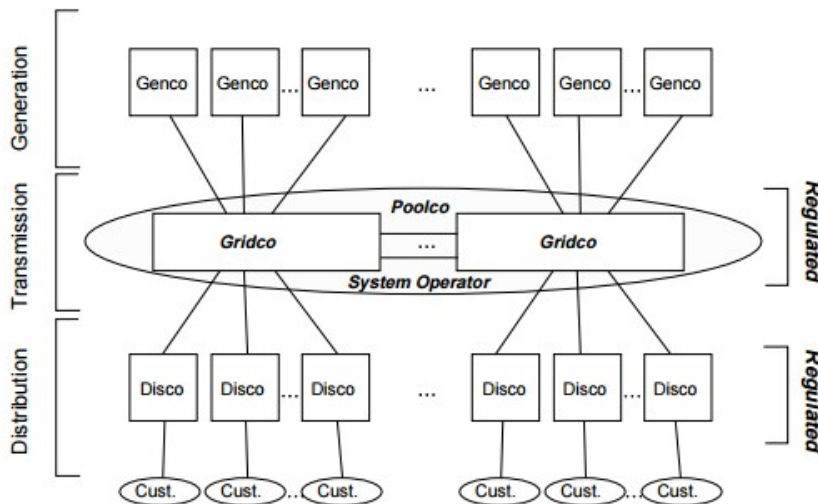 Generation
Genco Genco ... Genco ... Genco Genco ... Genco
Transmission
Poolco
Gridco ... Gridco
System Operator
Regulated
Distribution
Disco Disco ... Disco ... Disco Disco ... Disco
Regulated
Cust. Cust. ... Cust. Cust. Cust. ... Cust.